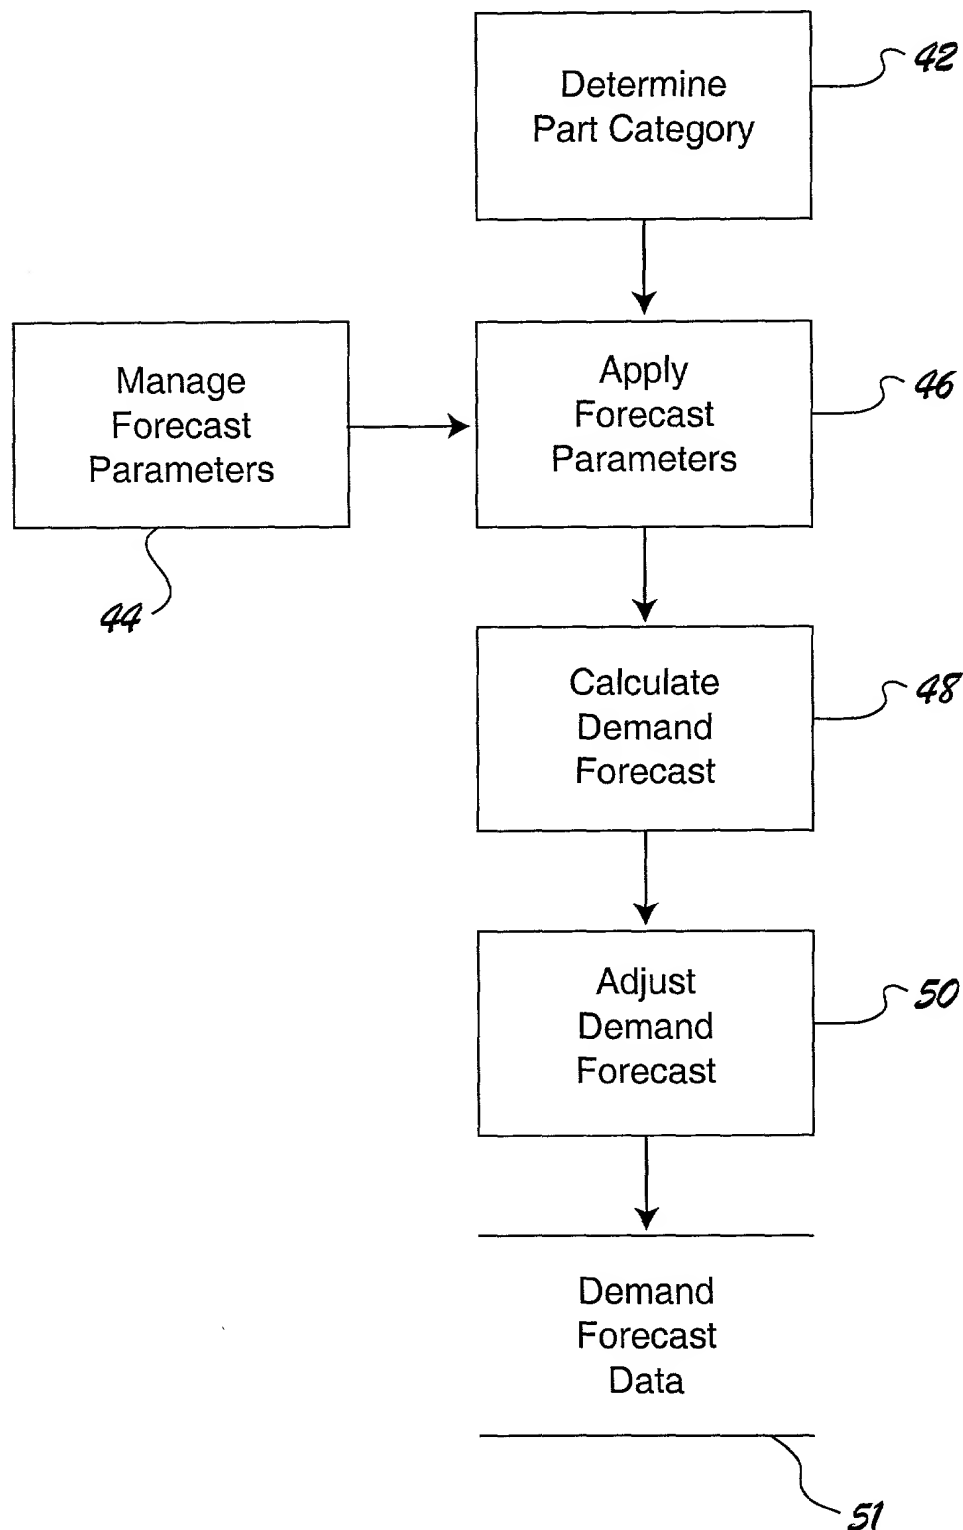 Determine
Part Category
42
Manage
Forecast
Parameters
44
Apply
Forecast
Parameters
46
Calculate
Demand
Forecast
48
Adjust
Demand
Forecast
50
Demand
Forecast
Data
51